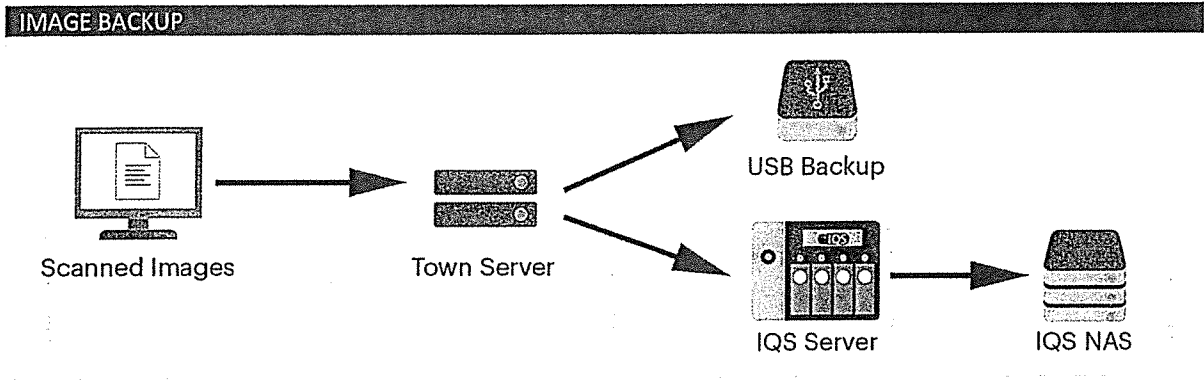 IMAGE BACKUP
USB Backup
Scanned Images
Town Server
IQS
IQS Server
IQS NAS